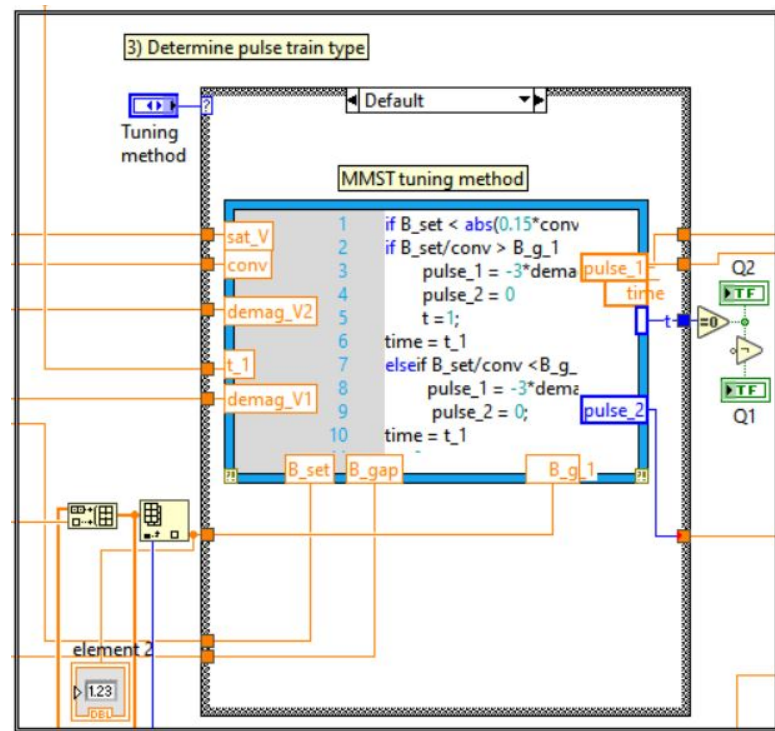 3) Determine pulse train type
Default
Tuning
method
MMST tuning method
sat_V
conv
demag_V2
t_1
demag_V1
1 if B_set < abs(0.15*conv
2 if B_set/conv > B_g_1
3 pulse_1 = -3*dema
4 pulse_2 = 0
5 t =1;
6 time = t_1
7 elseif B_set/conv <B_g_
8 pulse_1 = -3*dema
9 pulse_2 = 0;
10 time = t_1
pulse_1
time
t
pulse_2
B_set
B_gap
B_g_1
=0
Q2
TF
TF
Q1
element 2
1.23
DBL